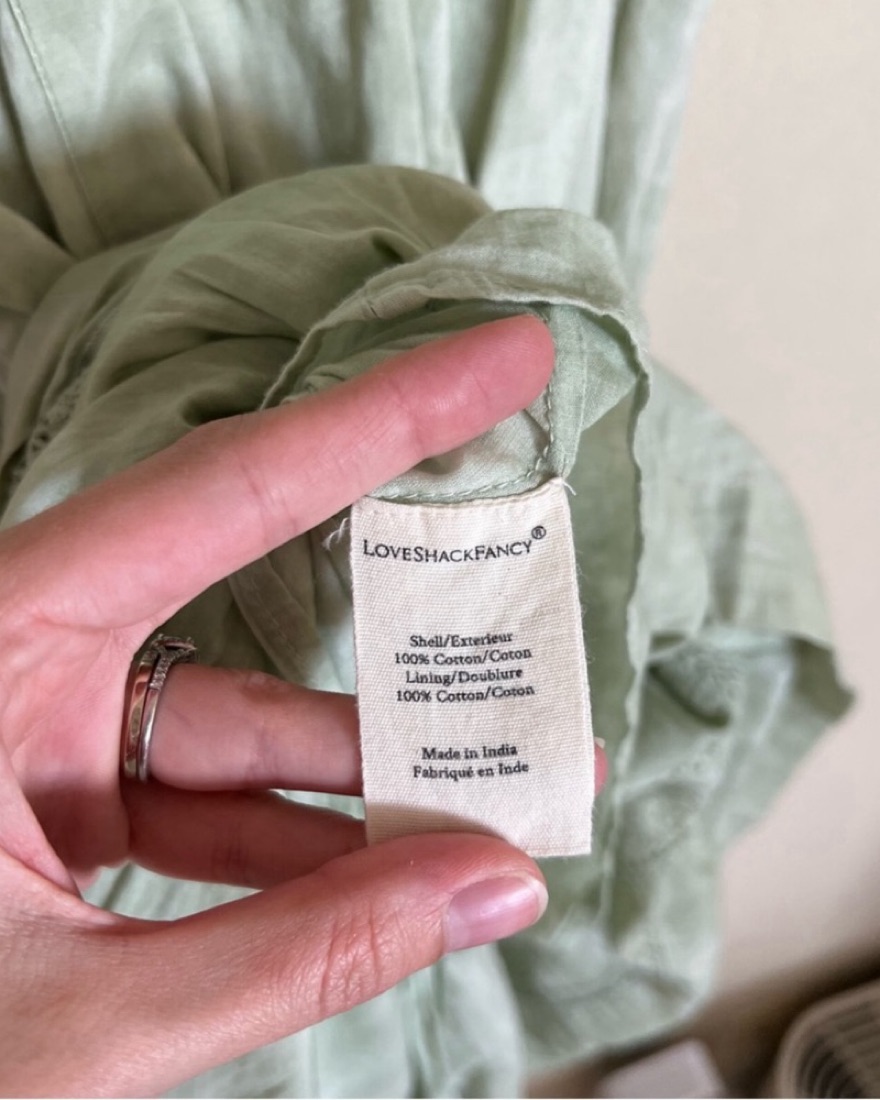 LOVESHACKFANCY®
Shell/Exterieur
100% Cotton/Coton
Lining/Doublure
100% Cotton/Coton
Made in India
Fabriqué en Inde